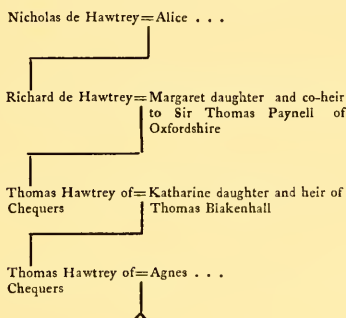 Nicholas de Hawtrey=Alice . . .
Richard de Hawtrey=Margaret daughter and co-heir
to Sir Thomas Paynell of
Oxfordshire
Thomas Hawtrey of=Katharine daughter and heir of
Chequers Thomas Blakenhall
Thomas Hawtrey of=Agnes . . .
Chequers